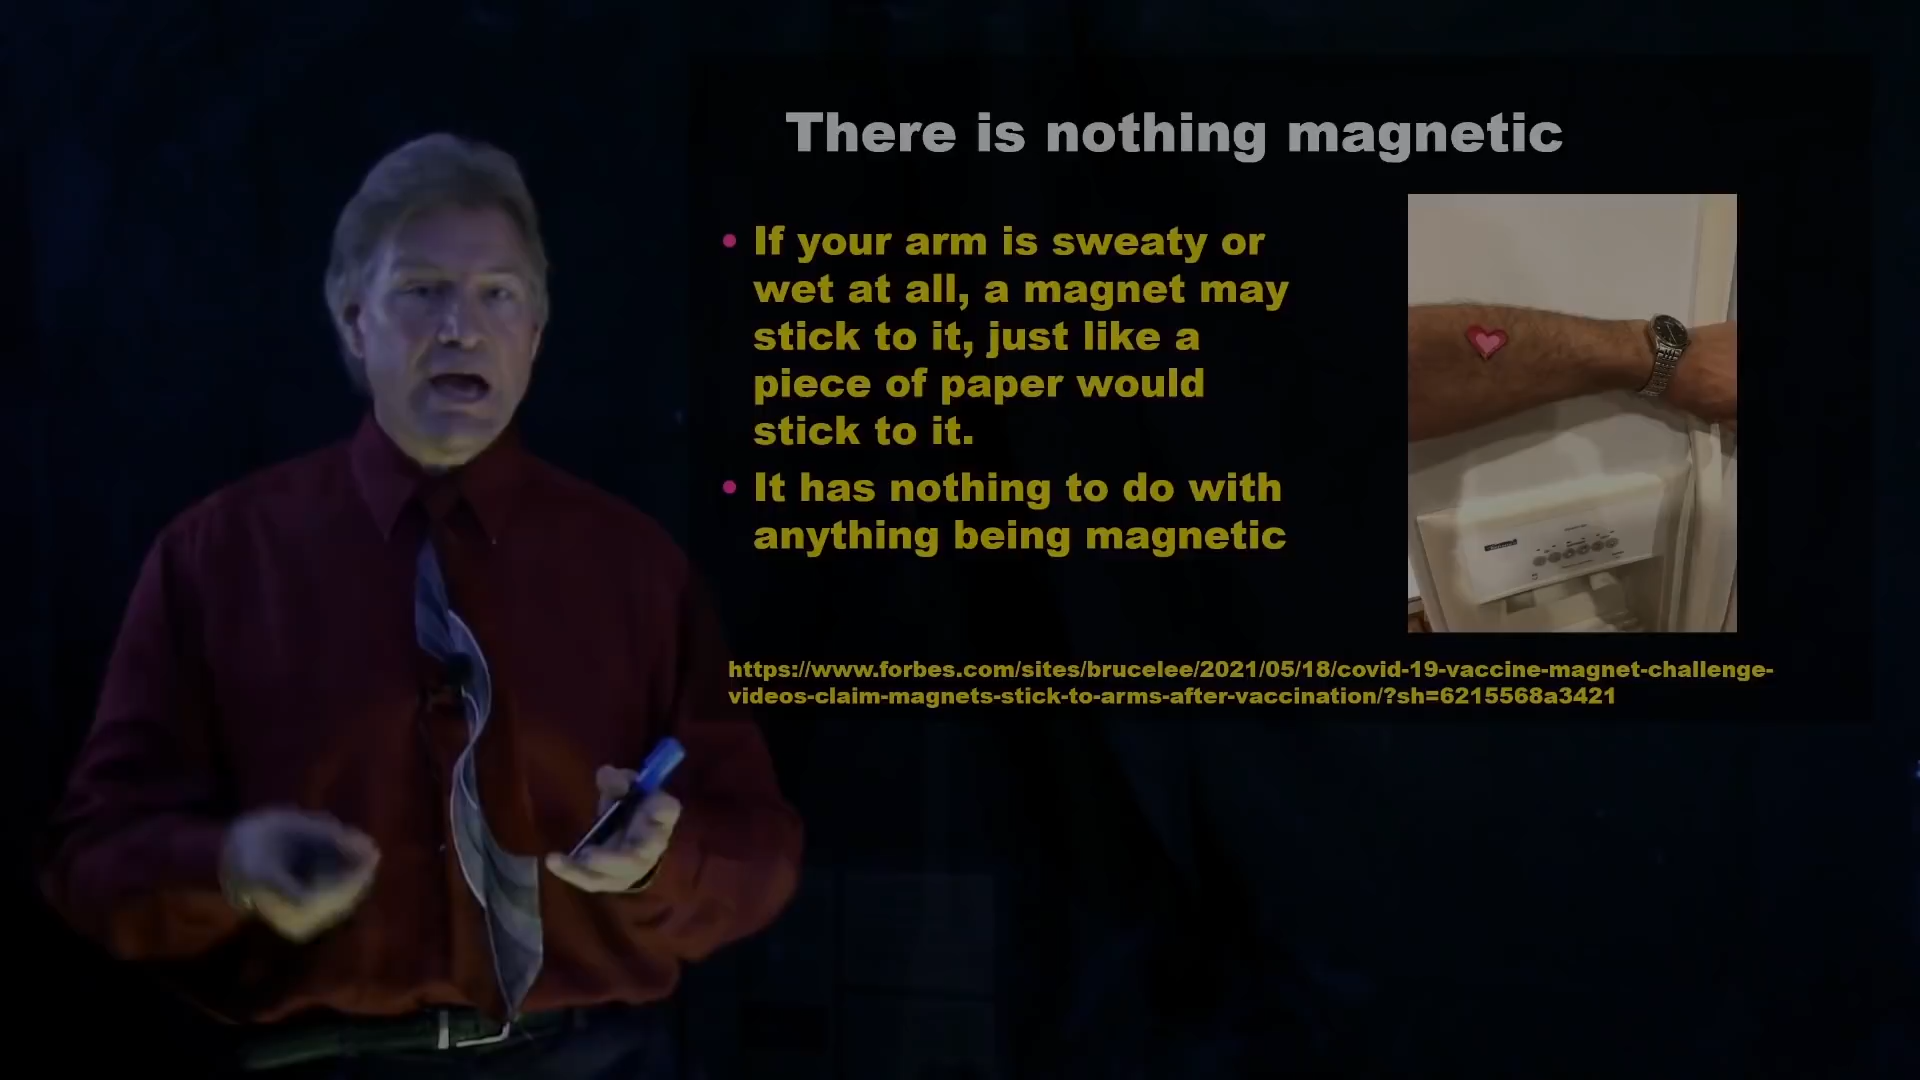 There is nothing magnetic
• If your arm is sweaty or
wet at all, a magnet may
stick to it, just like a
piece of paper would
stick to it.
• It has nothing to do with
anything being magnetic
https://www.forbes.com/sites/brucelee/2021/05/18/covid-19-vaccine-magnet-challenge-
videos-claim-magnets-stick-to-arms-after-vaccination/?sh=6215568a3421